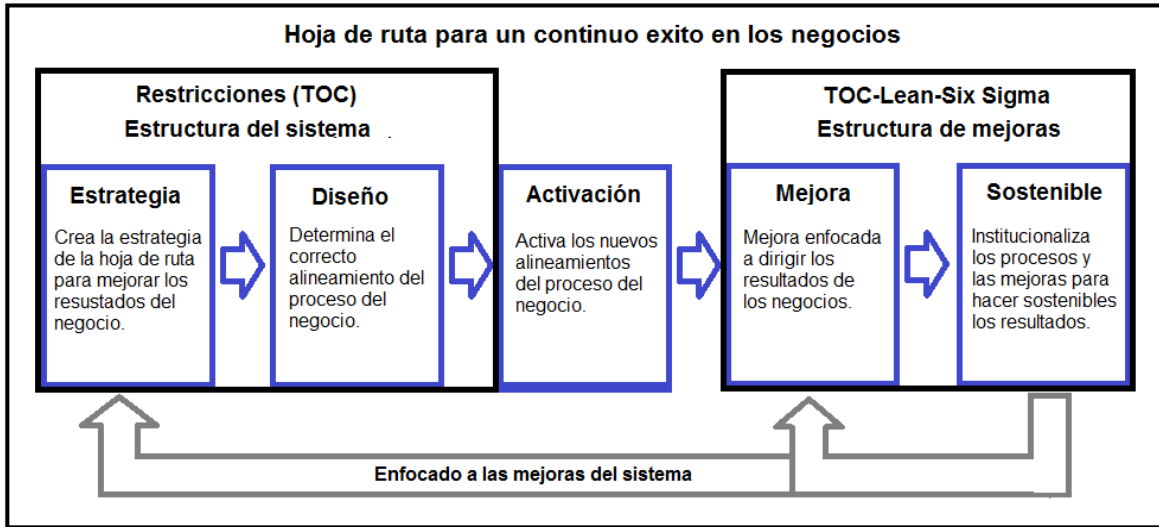 Hoja de ruta para un continuo exito en los negocios
Restricciones (TOC)
Estructura del sistema .
Estrategia
Crea la estrategia
de la hoja de ruta
para mejorar los
resustados del
negocio.
Diseño
Determina el
correcto
alineamiento del
proceso del
negocio.
Activación
Activa los nuevos
alineamientos
del proceso del
negocio.
TOC-Lean-Six Sigma
Estructura de mejoras
Mejora
Mejora enfocada
a dirigir los
resultados de
los negocios.
Sostenible
Institucionaliza
los procesos y
las mejoras para
hacer sostenibles
los resultados.
Enfocado a las mejoras del sistema